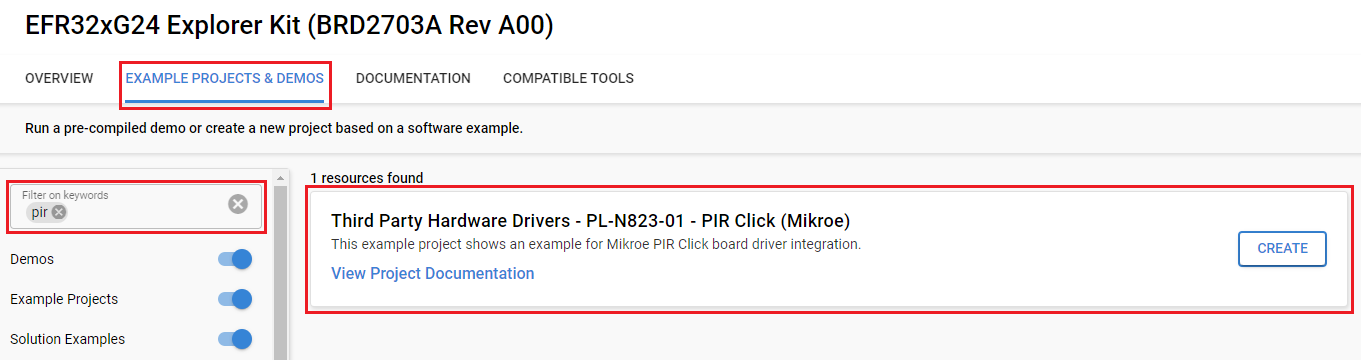 EFR32xG24 Explorer Kit (BRD2703A Rev A00)
OVERVIEW
EXAMPLE PROJECTS & DEMOS
DOCUMENTATION
COMPATIBLE TOOLS
Run a pre-compiled demo or create a new project based on a software example.
Filter on keywords
pir
Demos
Example Projects
Solution Examples
1 resources found
Third Party Hardware Drivers - PL-N823-01 - PIR Click (Mikroe)
This example project shows an example for Mikroe PIR Click board driver integration.
View Project Documentation
CREATE